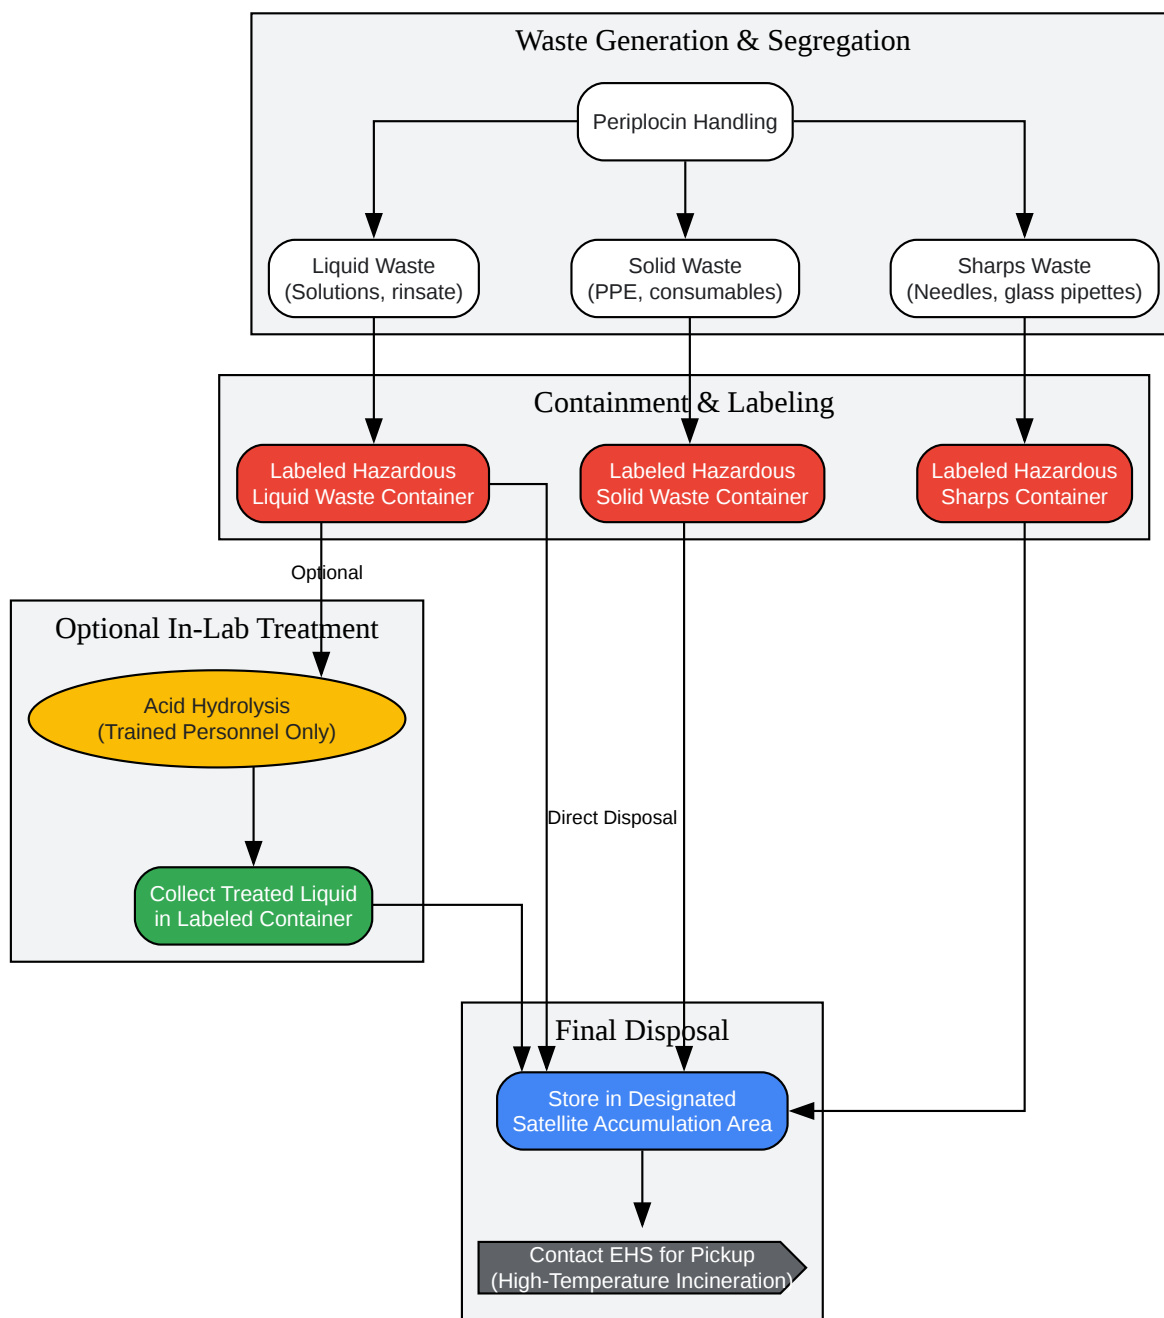 Waste Generation & Segregation
Periplocin Handling
Liquid Waste
(Solutions, rinsate)
Solid Waste
(PPE, consumables)
Sharps Waste
(Needles, glass pipettes)
Containment & Labeling
Labeled Hazardous
Liquid Waste Container
Labeled Hazardous
Solid Waste Container
Labeled Hazardous
Sharps Container
Optional
Optional In-Lab Treatment
Acid Hydrolysis
(Trained Personnel Only)
Direct Disposal
Collect Treated Liquid
in Labeled Container
Final Disposal
Store in Designated
Satellite Accumulation Area
Contact EHS for Pickup
(High-Temperature Incineration)